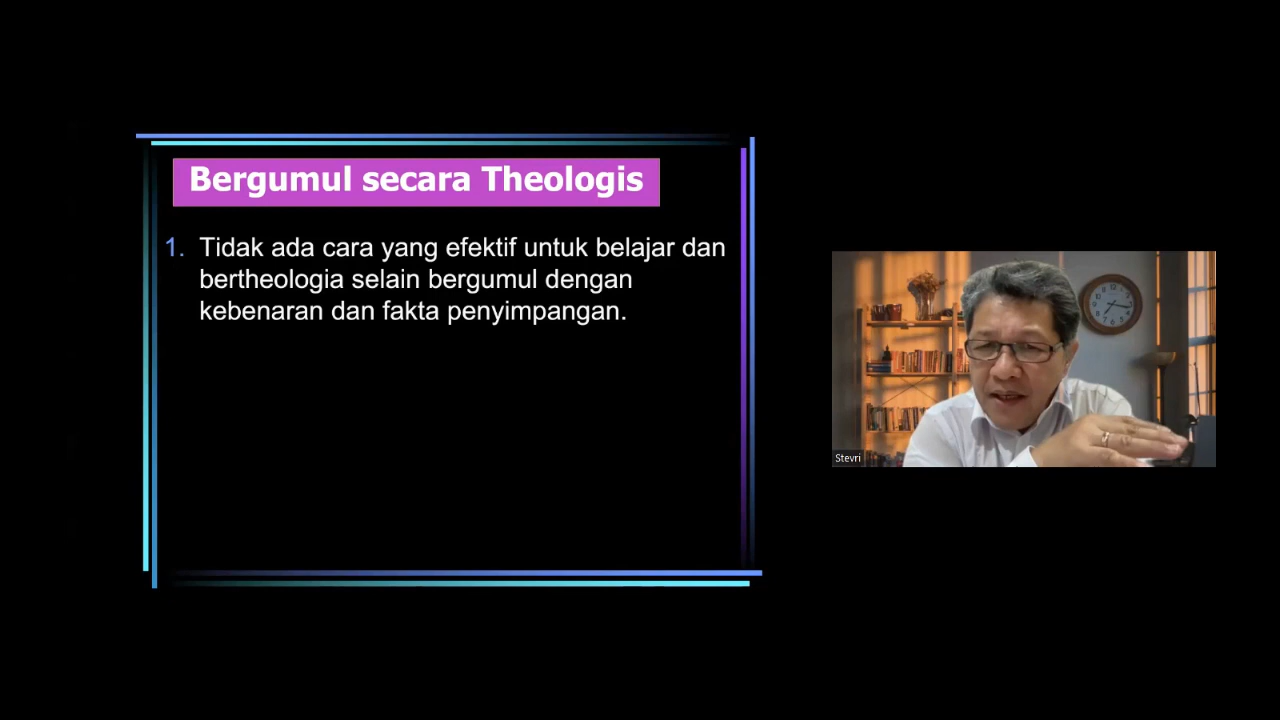 Bergumul secara Theologis
1. Tidak ada cara yang efektif untuk belajar dan
bertheologia selain bergumul dengan
kebenaran dan fakta penyimpangan.
Stevri